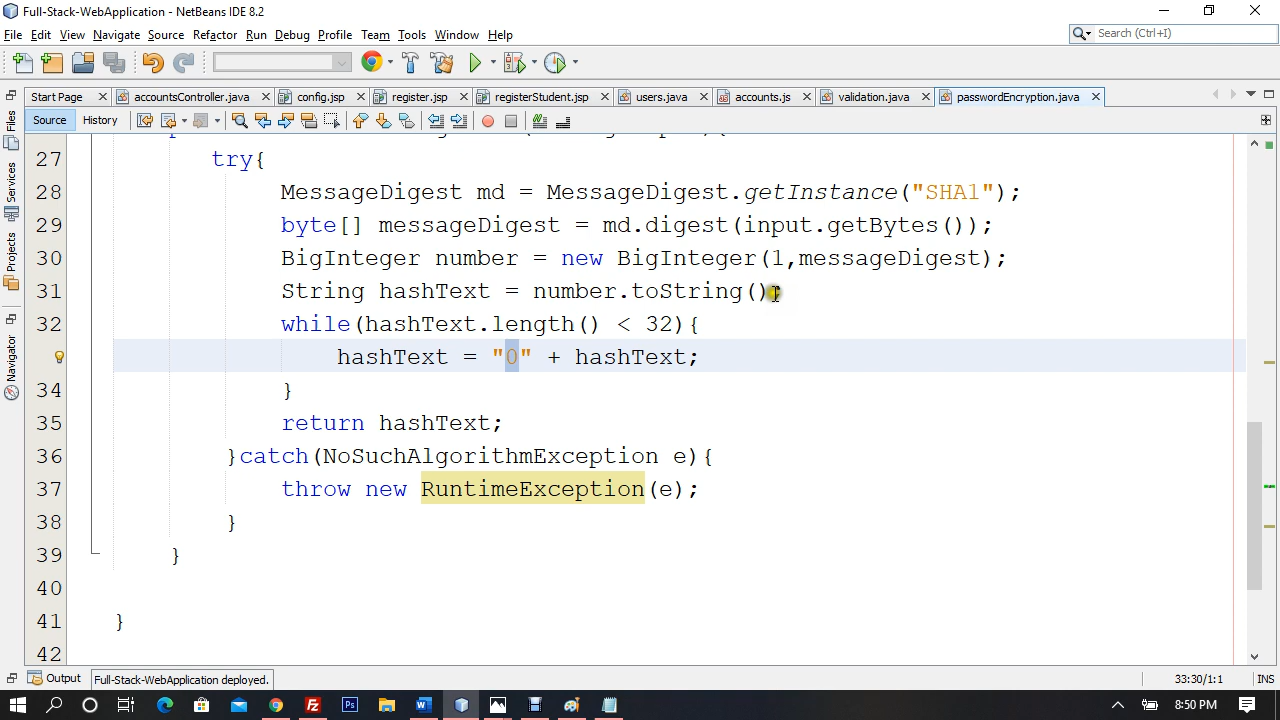 Full-Stack-WebApplication - NetBeans IDE 8.2
File Edit View Navigate Source Refactor Run Debug Profile Team Tools Window Help
Search (Ctrl+I)
Start Page accountsController.java config.jsp register.jsp registerStudent.jsp users.java accounts.js validation.java passwordEncryption.java
Source History
Files
Services
Projects
Navigator
27 try{
28 MessageDigest md = MessageDigest.getInstance("SHA1");
29 byte[] messageDigest = md.digest(input.getBytes());
30 BigInteger number = new BigInteger(1,messageDigest);
31 String hashText = number.toString();
32 while(hashText.length() < 32){
hashText = "0" + hashText;
34 }
35 return hashText;
36 }catch(NoSuchAlgorithmException e){
37 throw new RuntimeException(e);
38 }
39 }
40
41 }
42
Output Full-Stack-WebApplication deployed. 33:30/1:1 INS
8:50 PM